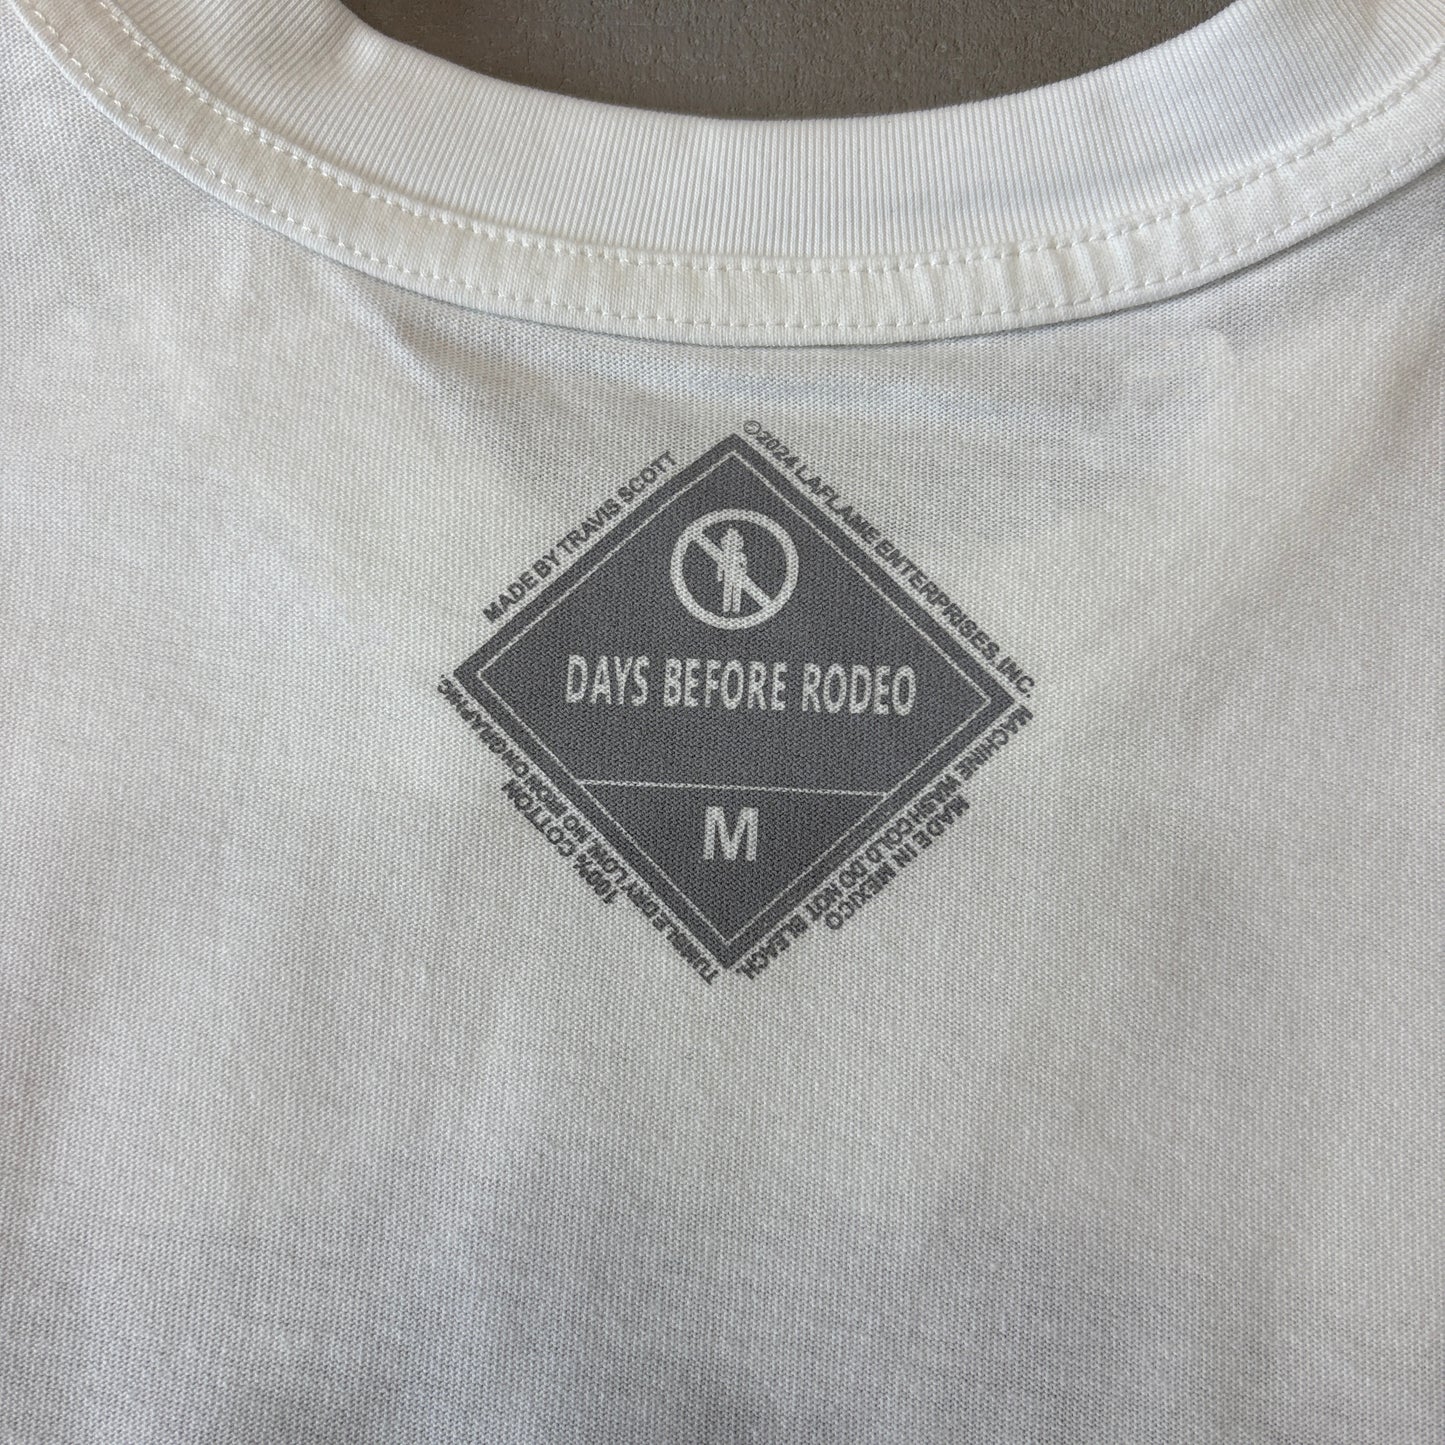 MADE BY TRAVIS SCOTT
©2024 LAFLAME ENTERPRISES, INC.
DAYS BEFORE RODEO
M
MACHINE WASH COLD. DO NOT BLEACH.
MADE IN MEXICO
100% COTTON
TUMBLE DRY LOW. NO IRON ON GRAPHIC.